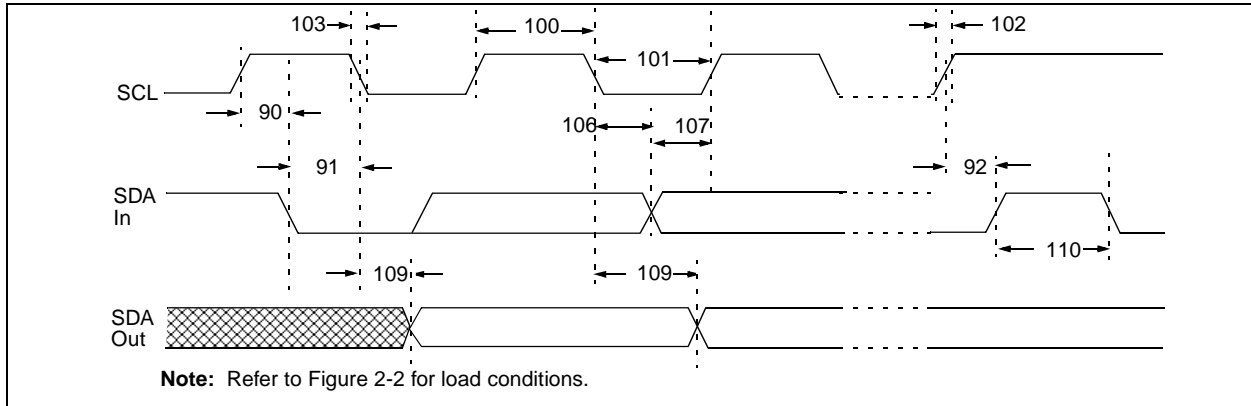 103 100 102
101
SCL
90 106 107
91 92
SDA
In
110
109 109
SDA
Out
Note: Refer to Figure 2-2 for load conditions.